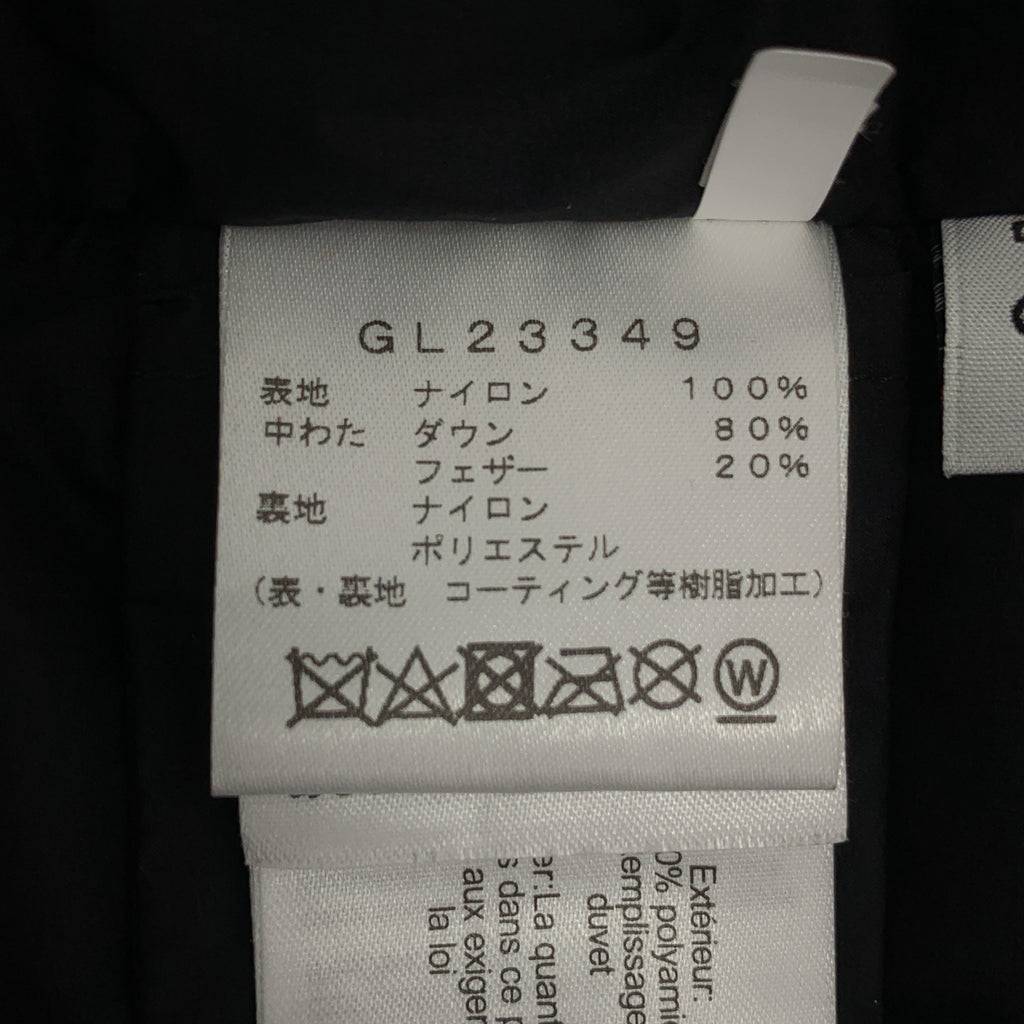 GL23349
表地 ナイロン 100%
中わた ダウン 80%
フェザー 20%
裏地 ナイロン
ポリエステル
(表・裏地 コーティング等樹脂加工)
W
Extérieur:
0% polyami
emplissage
duvet
er:La quant
s dans ce p
aux exiger
la loi